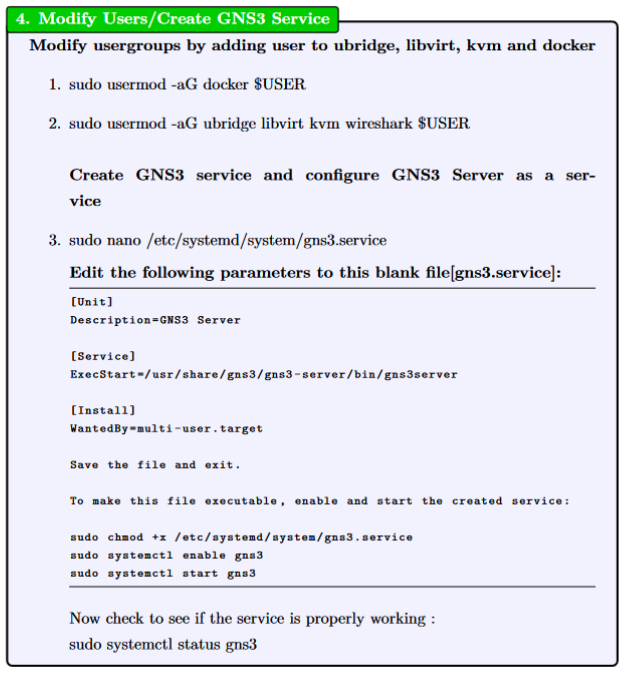 4. Modify Users/Create GNS3 Service
Modify usergroups by adding user to ubridge, libvirt, kvm and docker
1. sudo usermod -aG docker $USER
2. sudo usermod -aG ubridge libvirt kvm wireshark $USER
Create GNS3 service and configure GNS3 Server as a ser-
vice
3. sudo nano /etc/systemd/system/gns3.service
Edit the following parameters to this blank file[gns3.service]:
[Unit]
Description=GNS3 Server
[Service]
ExecStart=/usr/share/gns3/gns3-server/bin/gns3server
[Install]
WantedBy=multi-user.target
Save the file and exit.
To make this file executable, enable and start the created service:
sudo chmod +x /etc/systemd/system/gns3.service
sudo systemctl enable gns3
sudo systemctl start gns3
Now check to see if the service is properly working :
sudo systemctl status gns3